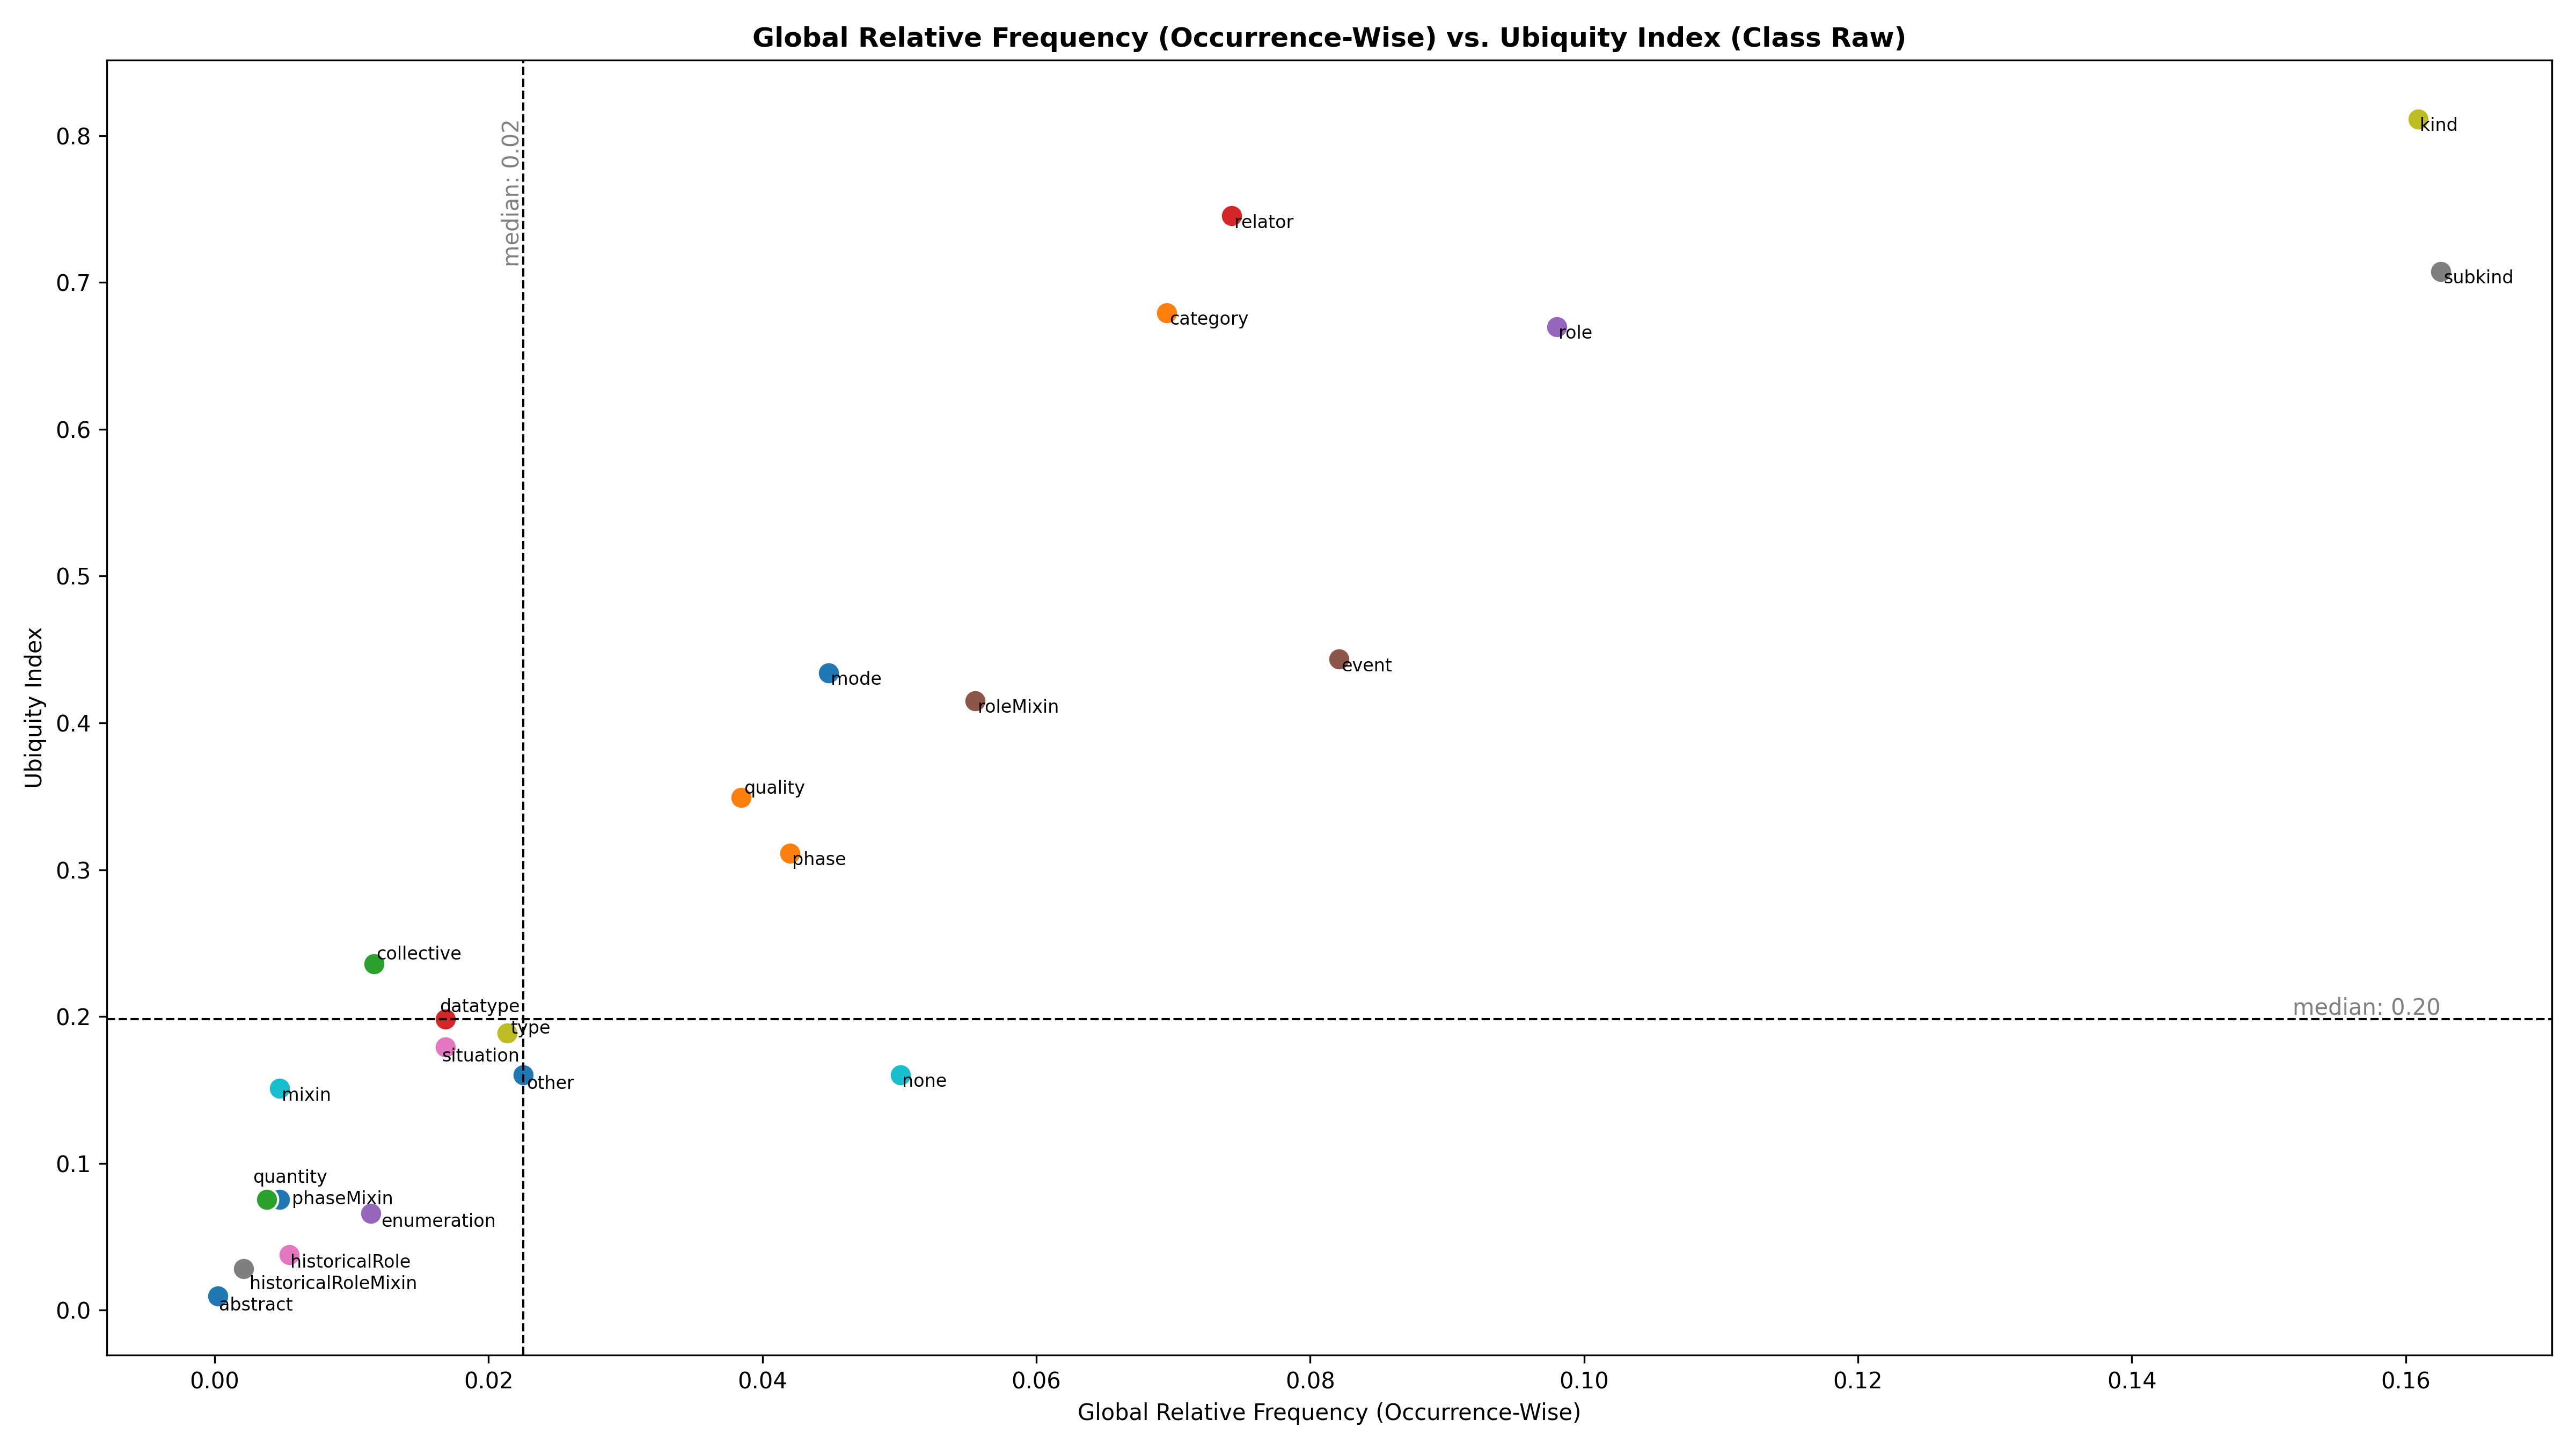 Global Relative Frequency (Occurrence-Wise) vs. Ubiquity Index (Class Raw)
median: 0.02
kind
relator
subkind
category
role
event
mode
roleMixin
quality
phase
collective
datatype
median: 0.20
type
situation
other
none
mixin
quantity
phaseMixin
enumeration
historicalRole
historicalRoleMixin
abstract
0.8
0.7
0.6
0.5
0.4
0.3
0.2
0.1
0.0
Ubiquity Index
0.00 0.02 0.04 0.06 0.08 0.10 0.12 0.14 0.16
Global Relative Frequency (Occurrence-Wise)